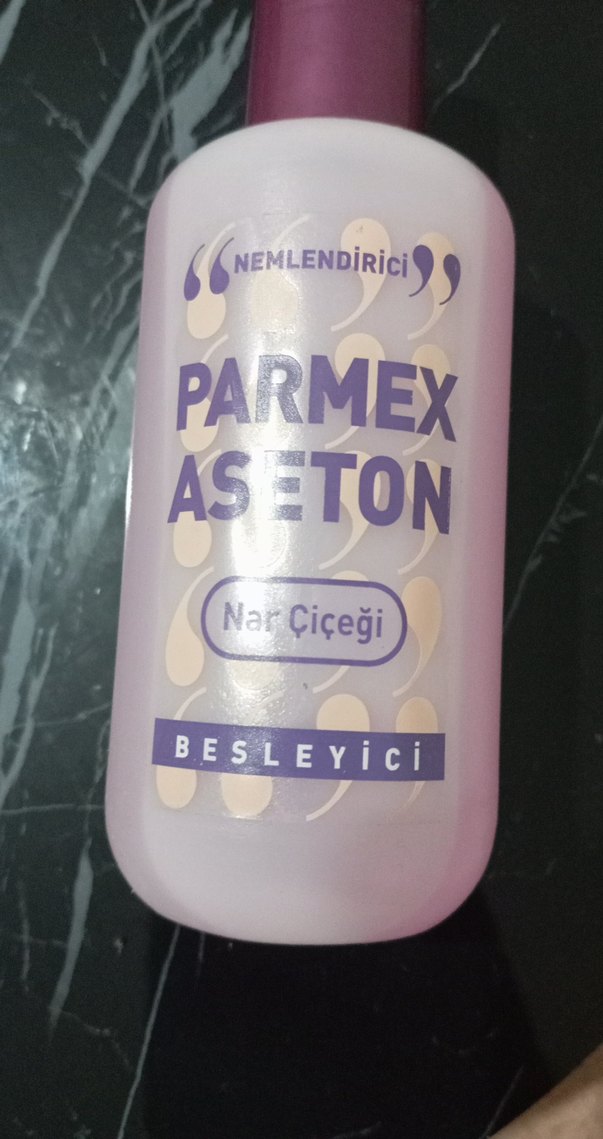 NEMLENDİRİCİ
PARMEX
ASETON
Nar Çiçeği
BESLEYİCİ